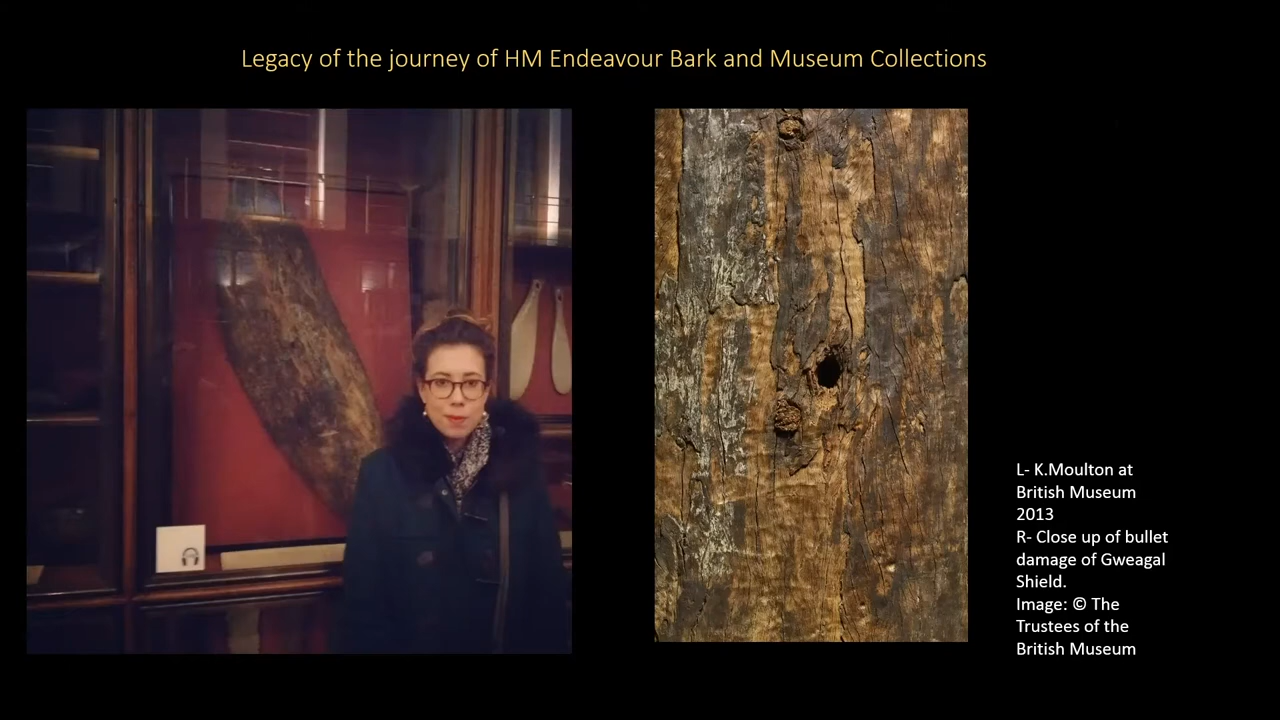 Legacy of the journey of HM Endeavour Bark and Museum Collections
L- K.Moulton at
British Museum
2013
R- Close up of bullet
damage of Gweagal
Shield.
Image: © The
Trustees of the
British Museum